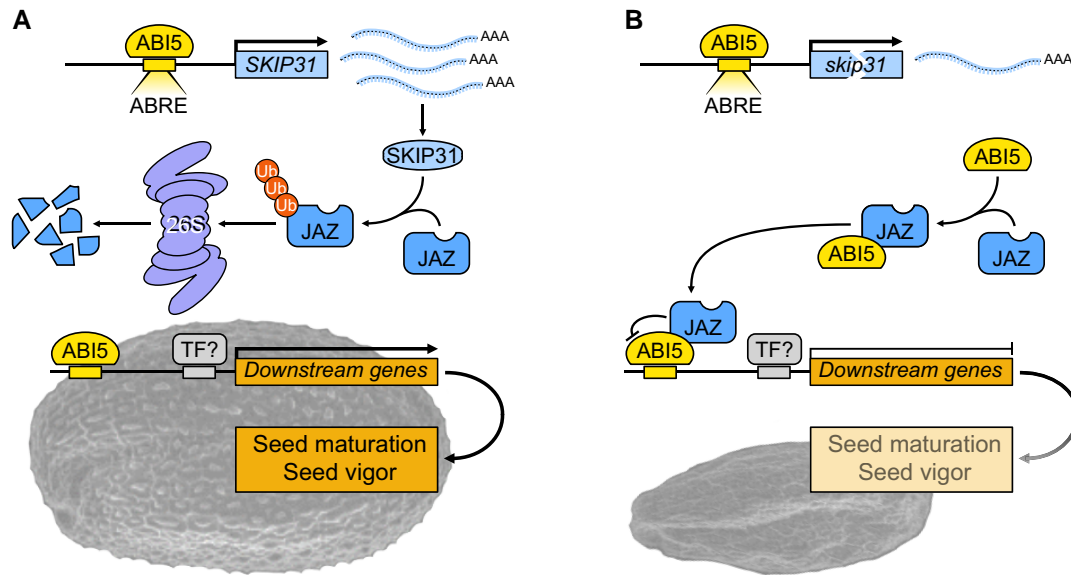 A
ABI5
SKIP31
AAA
AAA
AAA
ABRE
SKIP31
Ub
Ub
Ub
26S
JAZ
JAZ
ABI5
TF?
Downstream genes
Seed maturation
Seed vigor
B
ABI5
skip31
AAA
ABRE
ABI5
JAZ
ABI5
JAZ
JAZ
ABI5
TF?
Downstream genes
Seed maturation
Seed vigor